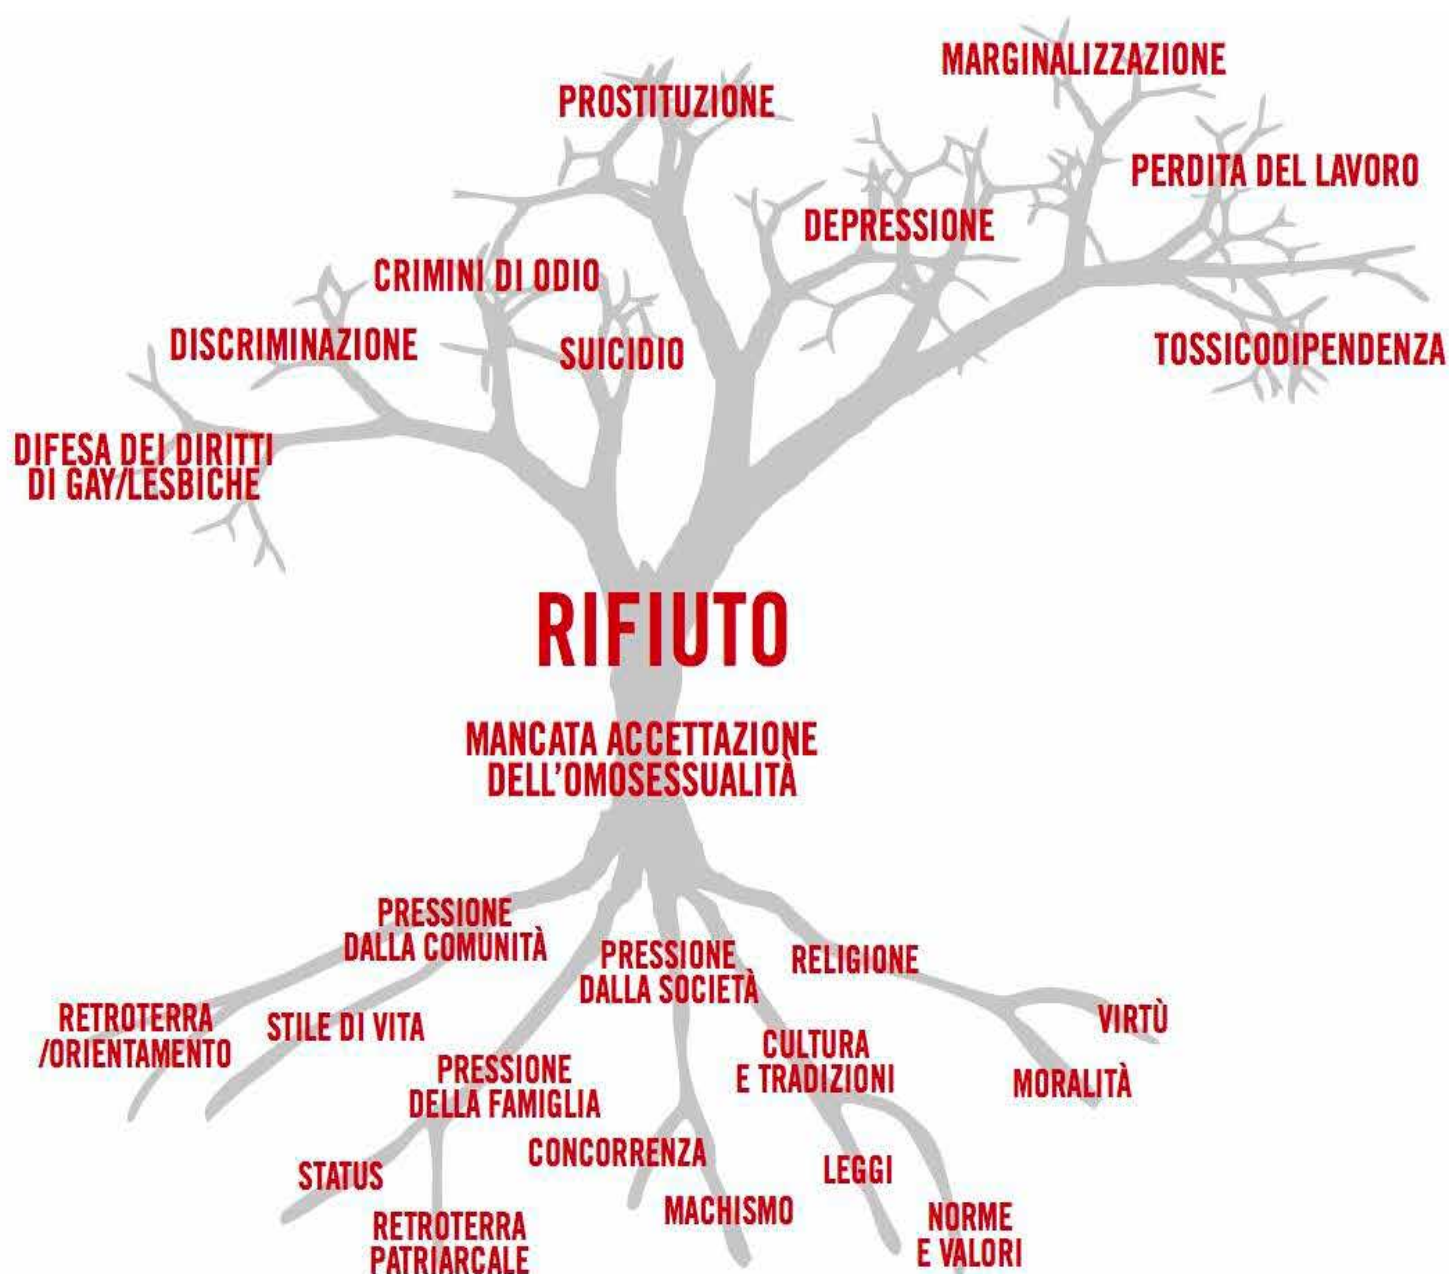 MARGINALIZZAZIONE
PROSTITUZIONE
PERDITA DEL LAVORO
DEPRESSIONE
CRIMINI DI ODIO
DISCRIMINAZIONE
SUICIDIO
TOSSICODIPENDENZA
DIFESA DEI DIRITTI
DI GAY/LESBICHE
RIFIUTO
MANCATA ACCETTAZIONE
DELL'OMOSESSUALITÀ
PRESSIONE
DALLA COMUNITÀ
PRESSIONE
DALLA SOCIETÀ
RELIGIONE
RETROTERRA
/ORIENTAMENTO
STILE DI VITA
VIRTÙ
CULTURA
E TRADIZIONI
PRESSIONE
DELLA FAMIGLIA
MORALITÀ
CONCORRENZA
STATUS
LEGGI
MACHISMO
RETROTERRA
PATRIARCALE
NORME
E VALORI